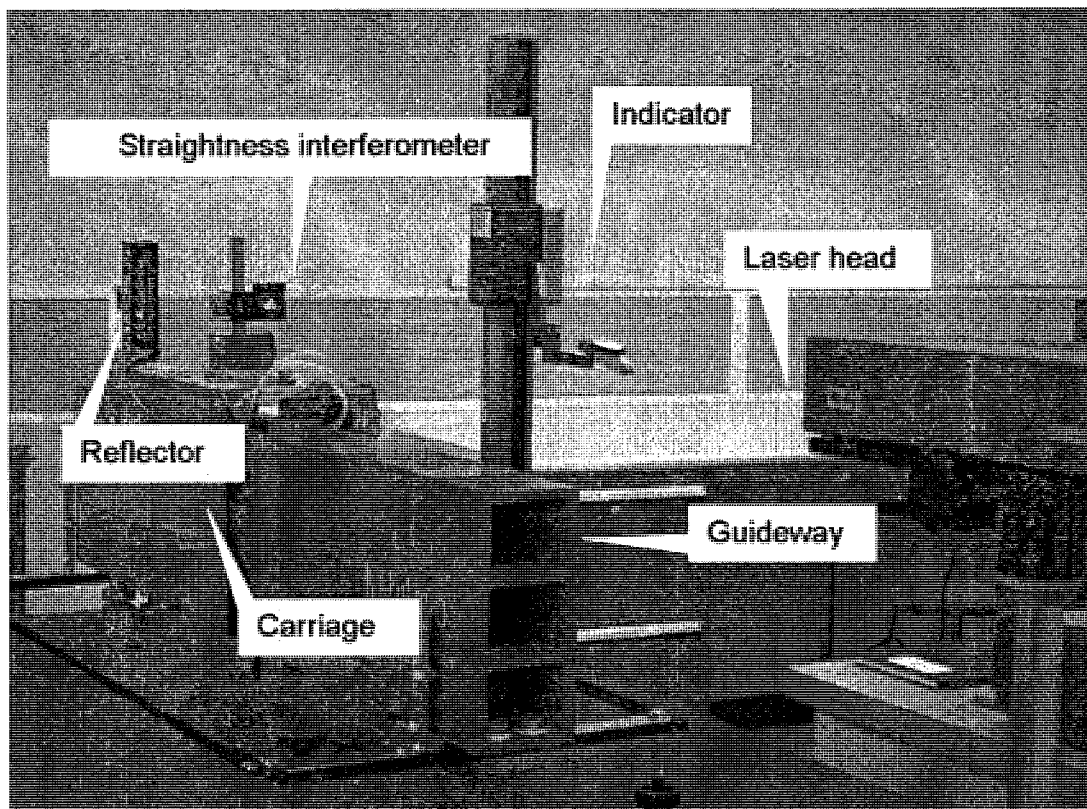 Indicator
Straightness interferometer
Laser head
Reflector
Guideway
Carriage